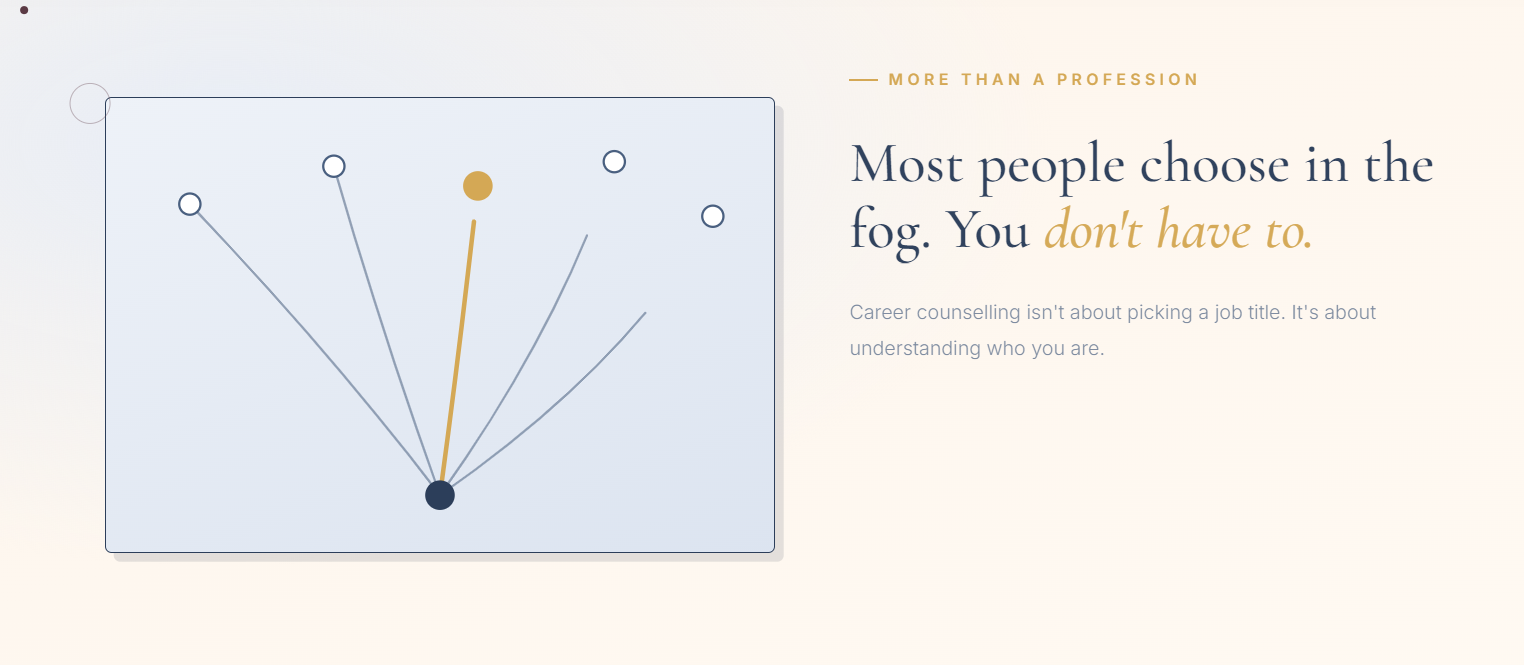 MORE THAN A PROFESSION
Most people choose in the
fog. You don't have to.
Career counselling isn't about picking a job title. It's about
understanding who you are.